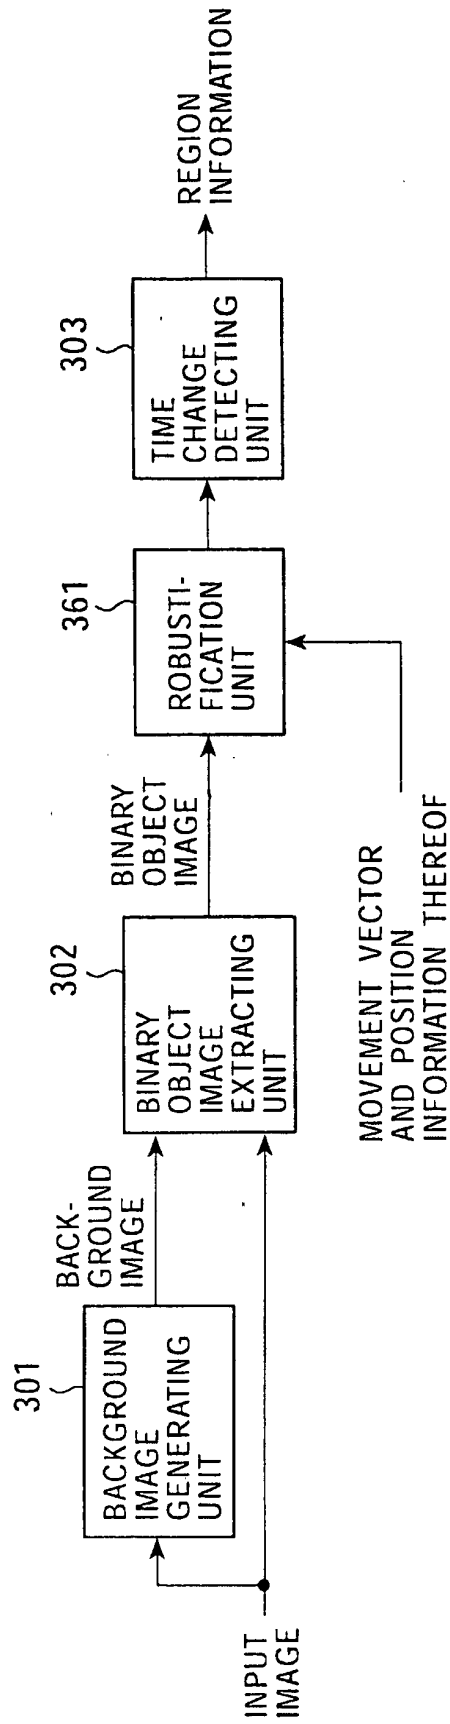 INPUT
IMAGE
301
BACKGROUND
IMAGE
GENERATING
UNIT
BACK-
GROUND
IMAGE
302
BINARY
OBJECT
IMAGE
EXTRACTING
UNIT
BINARY
OBJECT
IMAGE
MOVEMENT VECTOR
AND POSITION
INFORMATION THEREOF
361
ROBUSTI-
FICATION
UNIT
303
TIME
CHANGE
DETECTING
UNIT
REGION
INFORMATION